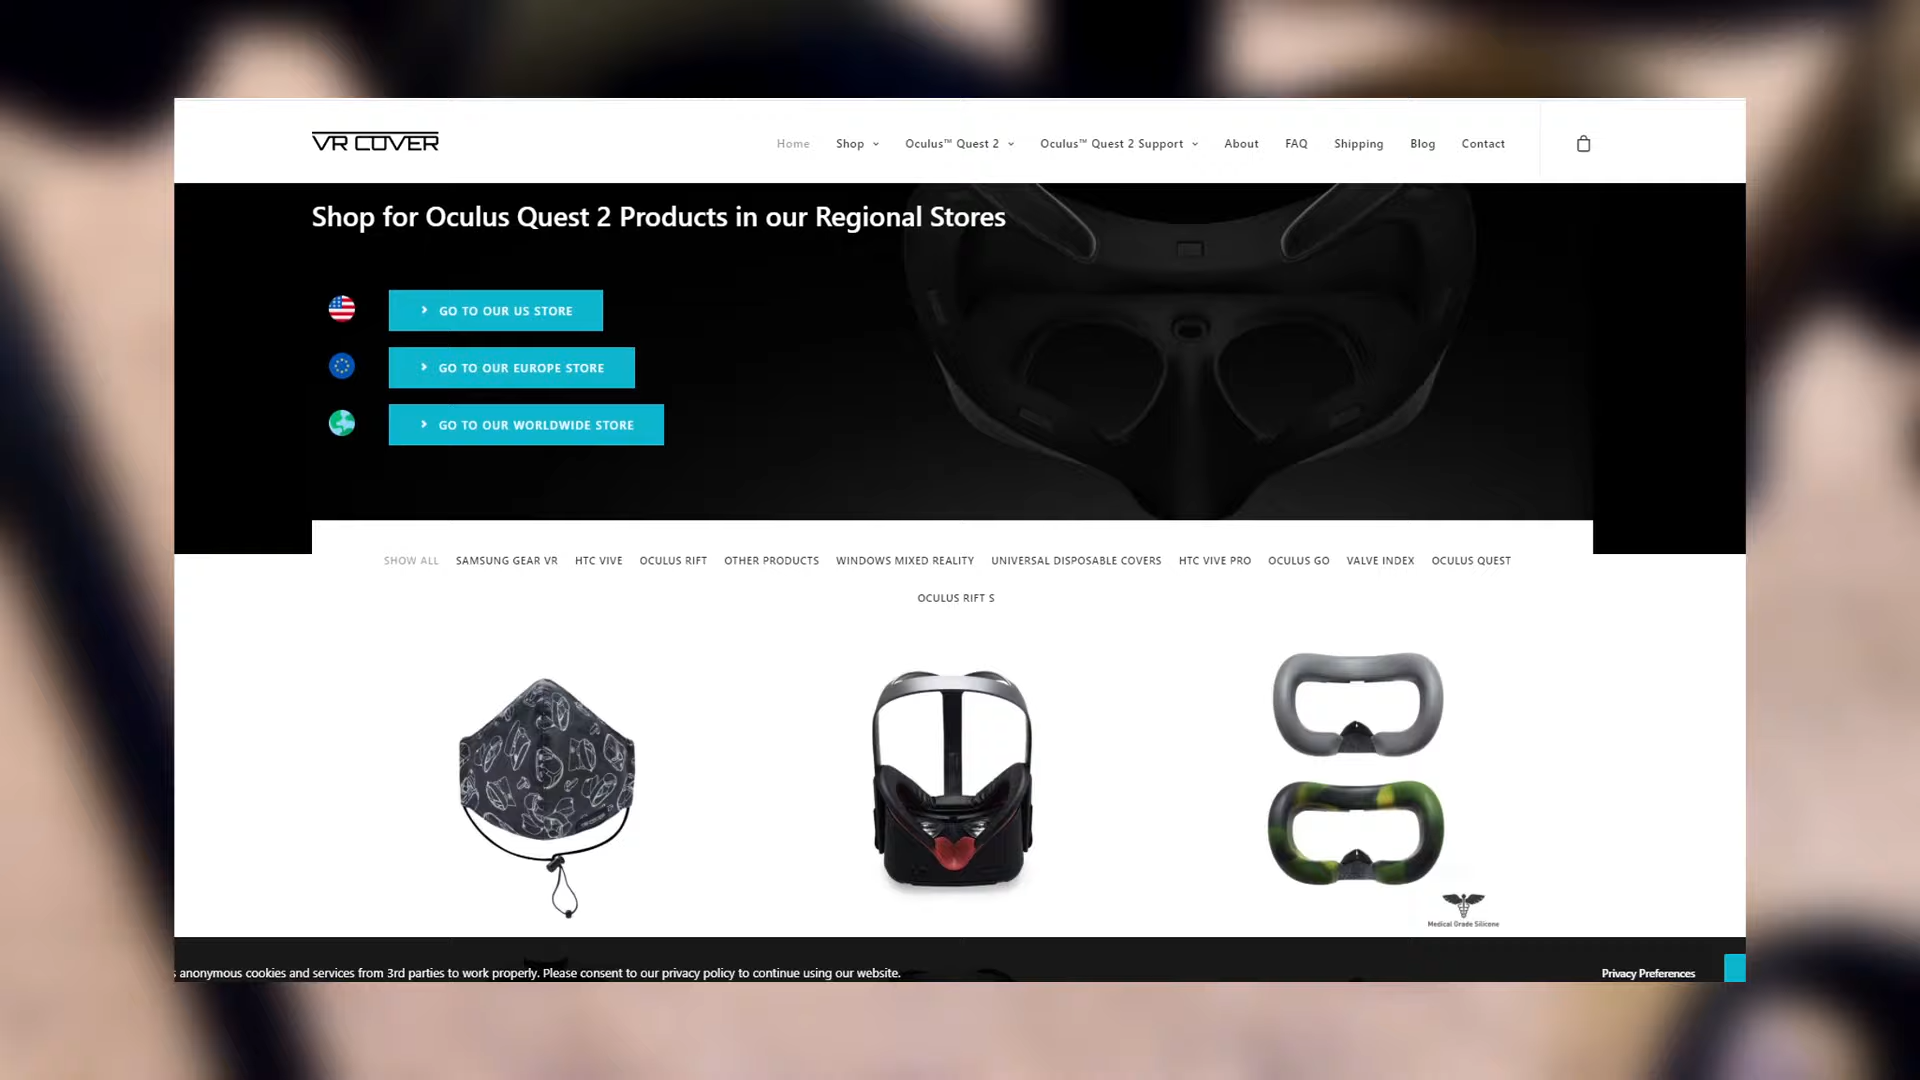 VR COVER
Home Shop Oculus™ Quest 2 Oculus™ Quest 2 Support About FAQ Shipping Blog Contact
Shop for Oculus Quest 2 Products in our Regional Stores
GO TO OUR US STORE
GO TO OUR EUROPE STORE
GO TO OUR WORLDWIDE STORE
SHOW ALL SAMSUNG GEAR VR HTC VIVE OCULUS RIFT OTHER PRODUCTS WINDOWS MIXED REALITY UNIVERSAL DISPOSABLE COVERS HTC VIVE PRO OCULUS GO VALVE INDEX OCULUS QUEST
OCULUS RIFT S
Medical Grade Silicone
anonymous cookies and services from 3rd parties to work properly. Please consent to our privacy policy to continue using our website.
Privacy Preferences